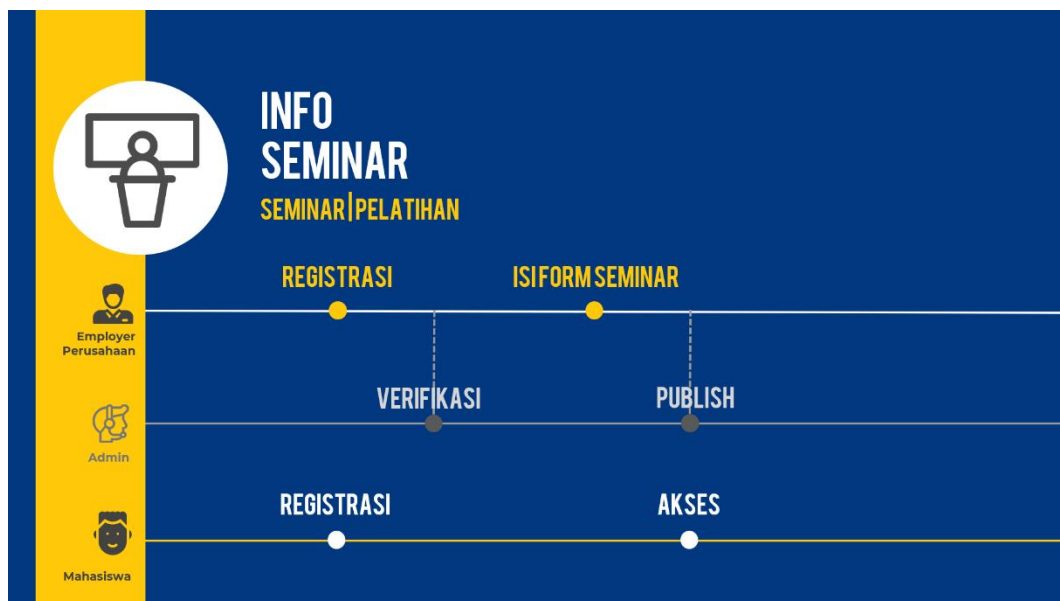 INFO
SEMINAR
SEMINAR|PELATIHAN
REGISTRASI
ISI FORM SEMINAR
Employer
Perusahaan
VERIFIKASI
PUBLISH
Admin
REGISTRASI
AKSES
Mahasiswa